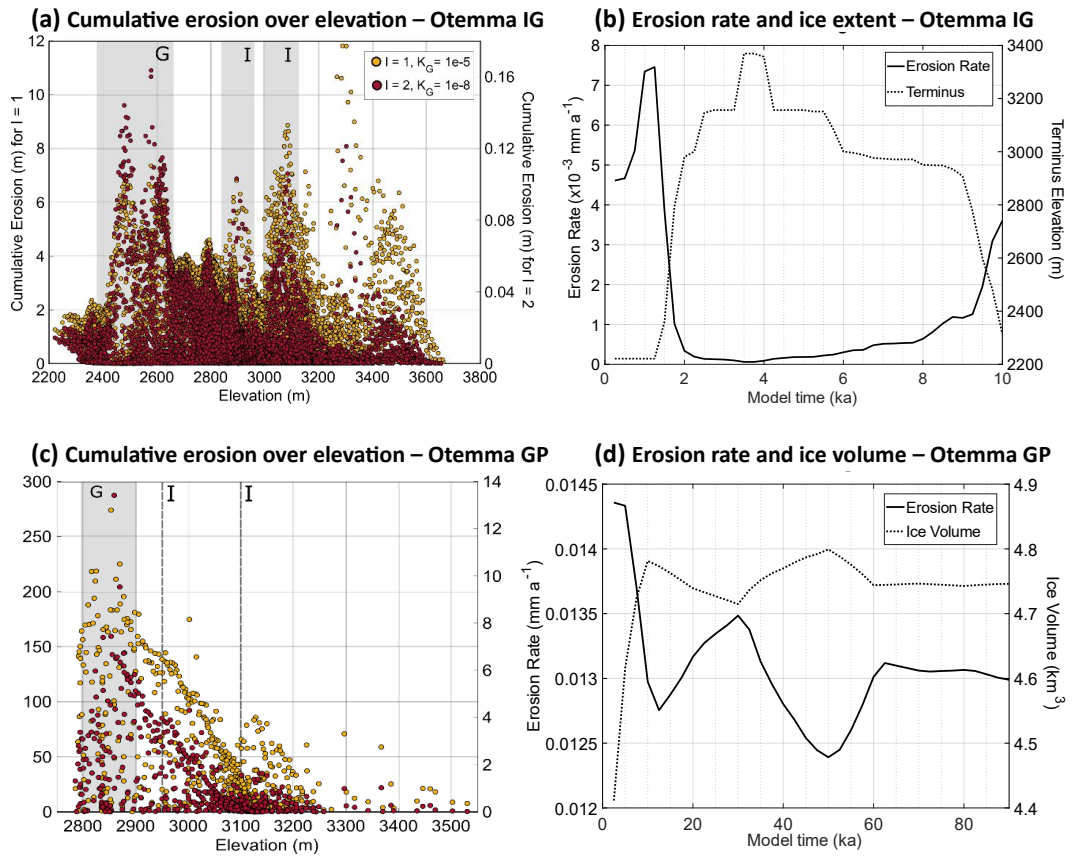 (a) Cumulative erosion over elevation – Otemma IG
12
10
8
6
4
2
0
Cumulative Erosion (m) for l = 1
G
I
I
l = 1, K_G= 1e-5
l = 2, K_G= 1e-8
0.16
0.12
0.08
0.04
0
Cumulative Erosion (m) for l = 2
2200 2400 2600 2800 3000 3200 3400 3600 3800
Elevation (m)
(b) Erosion rate and ice extent – Otemma IG
8
7
6
5
4
3
2
1
0
Erosion Rate (x10⁻³ mm a⁻¹)
Erosion Rate
Terminus
3400
3200
3000
2800
2600
2400
2200
Terminus Elevation (m)
0 2 4 6 8 10
Model time (ka)
(c) Cumulative erosion over elevation – Otemma GP
300
250
200
150
100
50
0
G
I
I
14
12
10
8
6
4
2
0
2800 2900 3000 3100 3200 3300 3400 3500
Elevation (m)
(d) Erosion rate and ice volume – Otemma GP
0.0145
0.014
0.0135
0.013
0.0125
0.012
Erosion Rate (mm a⁻¹)
Erosion Rate
Ice Volume
4.9
4.8
4.7
4.6
4.5
4.4
Ice Volume (km³)
0 20 40 60 80
Model time (ka)